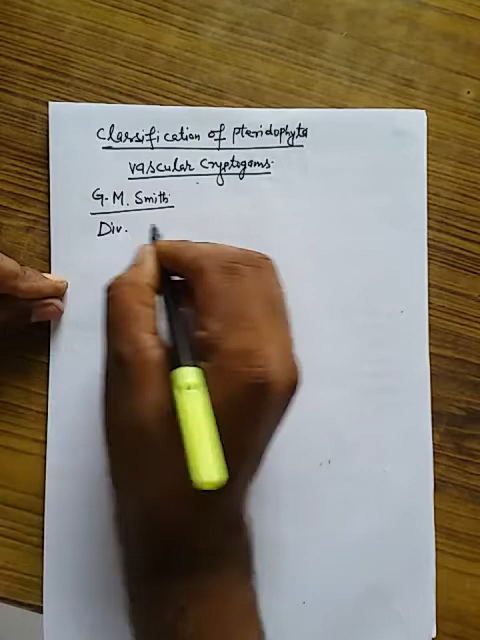 Classification of Pteridophyta
Vascular Cryptogams.
G.M. Smith
Div.